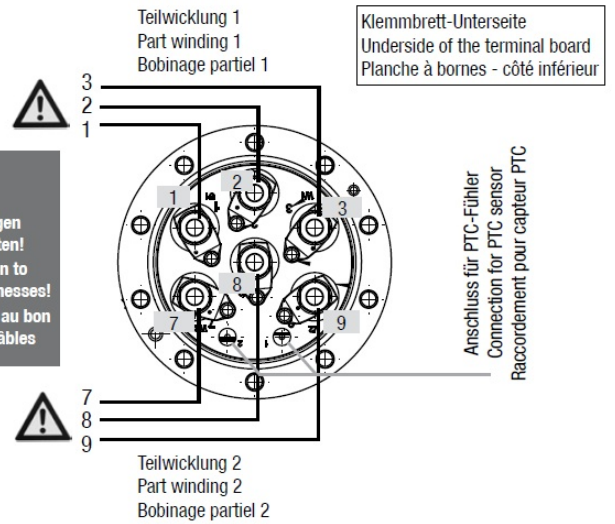 Teilwicklung 1
Part winding 1
Bobinage partiel 1
Klemmbrett-Unterseite
Underside of the terminal board
Planche à bornes - côté inférieur
3
2
1
gen
ten!
n to
nesses!
au bon
âbles
1
2
3
8
7
9
2
1
Anschluss für PTC-Fühler
Connection for PTC sensor
Raccordement pour capteur PTC
7
8
9
Teilwicklung 2
Part winding 2
Bobinage partiel 2